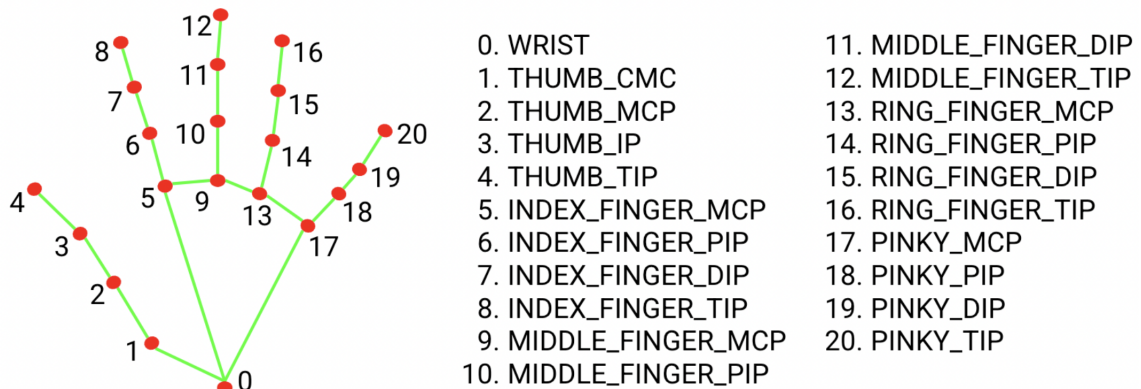 12
8
16
11
7
15
10
20
6
14
19
4
5
9
13
18
3
17
2
1
0
0. WRIST
1. THUMB_CMC
2. THUMB_MCP
3. THUMB_IP
4. THUMB_TIP
5. INDEX_FINGER_MCP
6. INDEX_FINGER_PIP
7. INDEX_FINGER_DIP
8. INDEX_FINGER_TIP
9. MIDDLE_FINGER_MCP
10. MIDDLE_FINGER_PIP
11. MIDDLE_FINGER_DIP
12. MIDDLE_FINGER_TIP
13. RING_FINGER_MCP
14. RING_FINGER_PIP
15. RING_FINGER_DIP
16. RING_FINGER_TIP
17. PINKY_MCP
18. PINKY_PIP
19. PINKY_DIP
20. PINKY_TIP